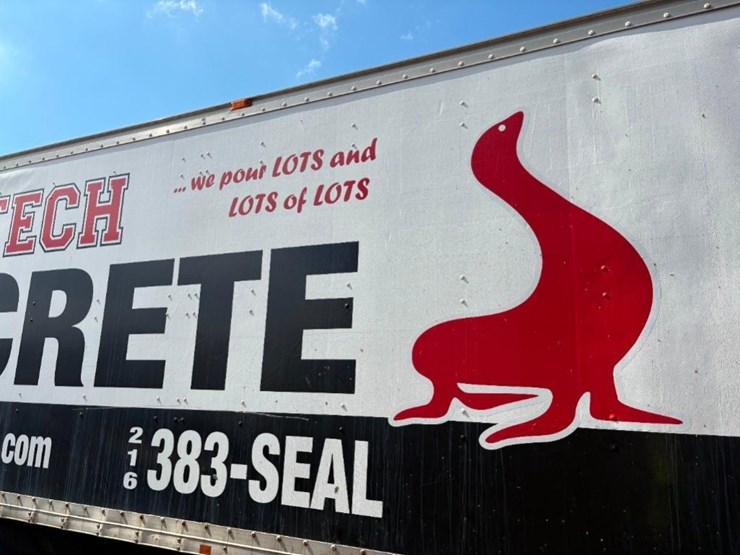 TECH
... we pour LOTS and
LOTS of LOTS
CRETE
.com
216 383-SEAL